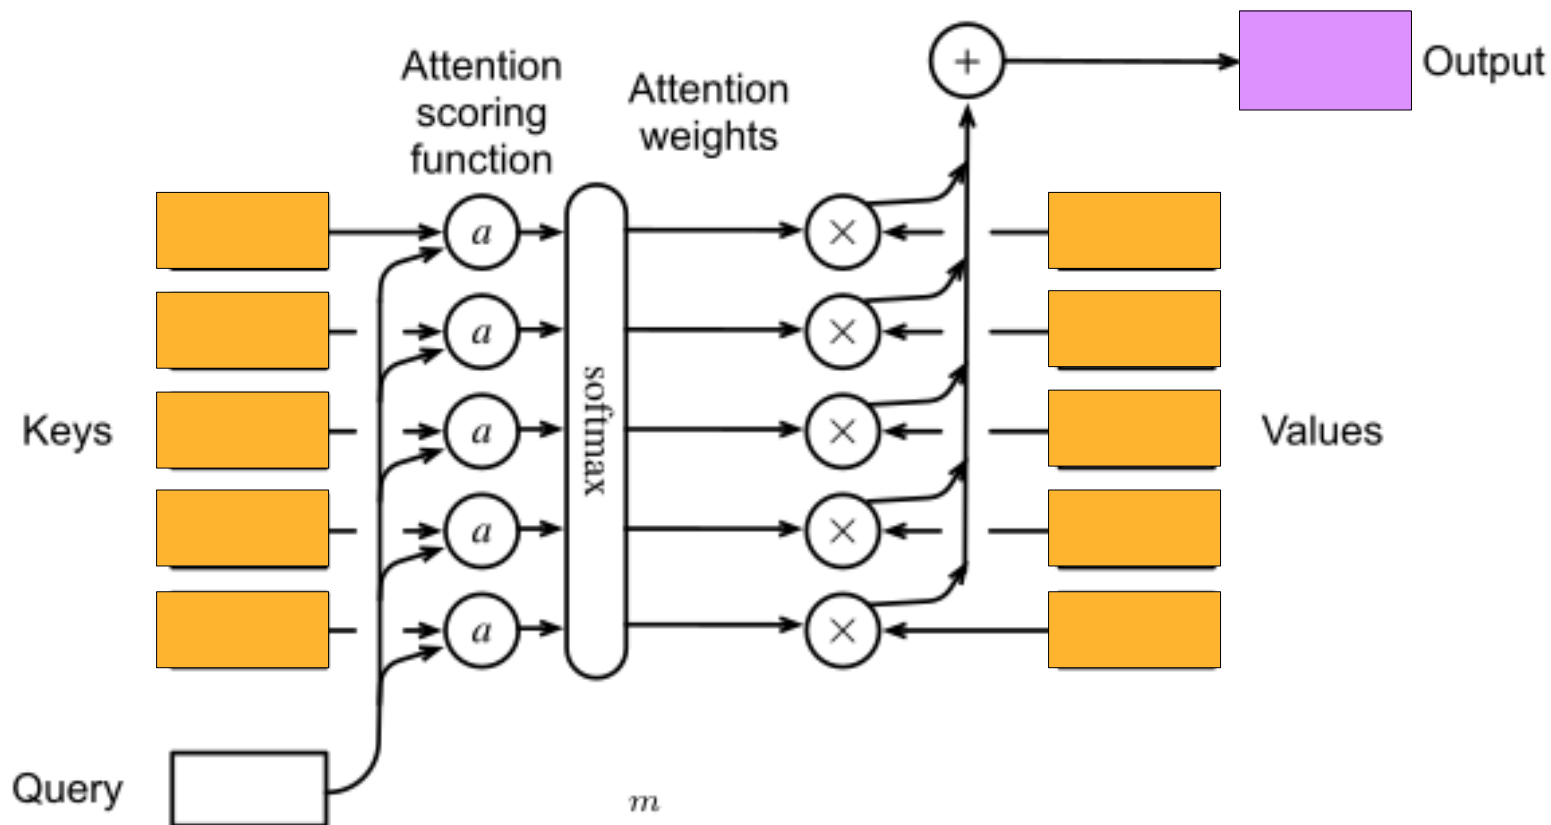 Attention
scoring
function
Attention
weights
+
Output
a
×
a
×
Keys
a
softmax
×
Values
a
×
a
×
Query
m